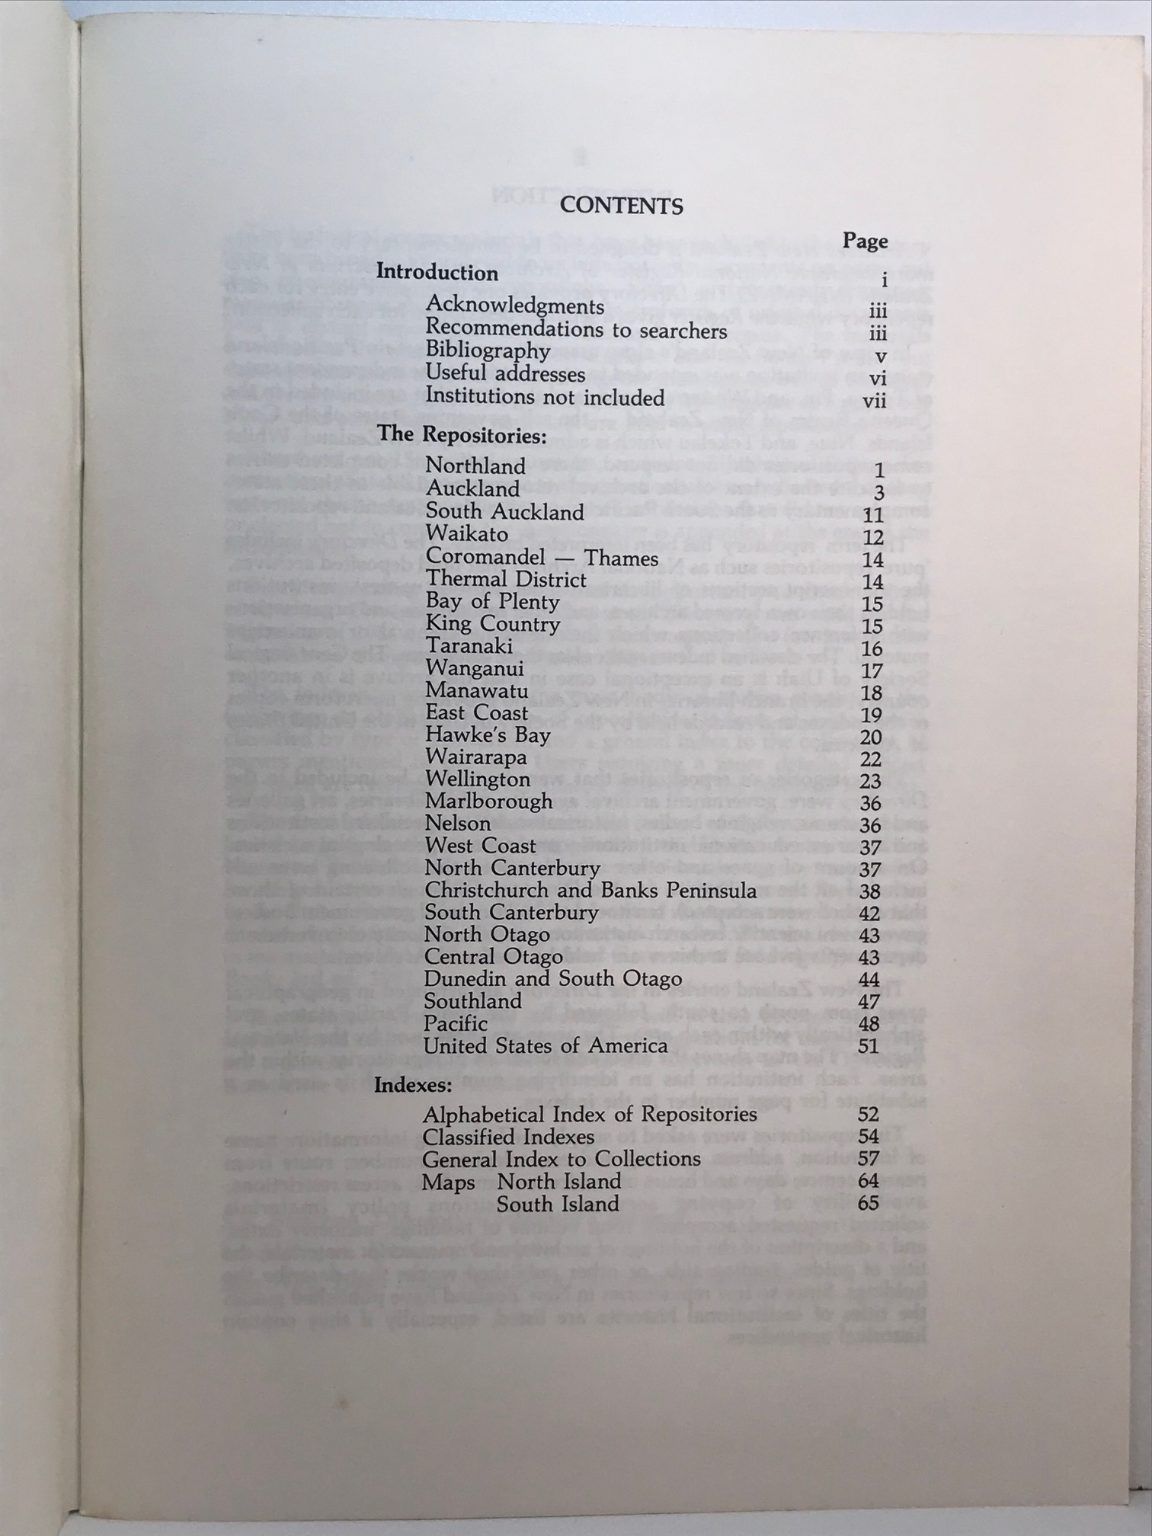 CONTENTS
Page
Introduction i
Acknowledgments iii
Recommendations to searchers iii
Bibliography v
Useful addresses vi
Institutions not included vii
The Repositories:
Northland 1
Auckland 3
South Auckland 11
Waikato 12
Coromandel — Thames 14
Thermal District 14
Bay of Plenty 15
King Country 15
Taranaki 16
Wanganui 17
Manawatu 18
East Coast 19
Hawke's Bay 20
Wairarapa 22
Wellington 23
Marlborough 36
Nelson 36
West Coast 37
North Canterbury 37
Christchurch and Banks Peninsula 38
South Canterbury 42
North Otago 43
Central Otago 43
Dunedin and South Otago 44
Southland 47
Pacific 48
United States of America 51
Indexes:
Alphabetical Index of Repositories 52
Classified Indexes 54
General Index to Collections 57
Maps North Island 64
South Island 65